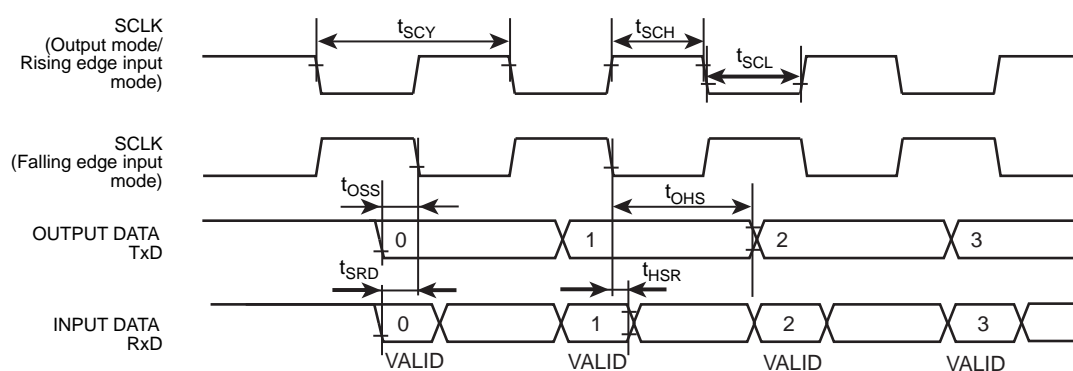 SCLK
(Output mode/
Rising edge input
mode)
tSCY
tSCH
tSCL
SCLK
(Falling edge input
mode)
tOSS
tOHS
OUTPUT DATA
TxD
0
1
2
3
tSRD
tHSR
INPUT DATA
RxD
0
1
2
3
VALID
VALID
VALID
VALID